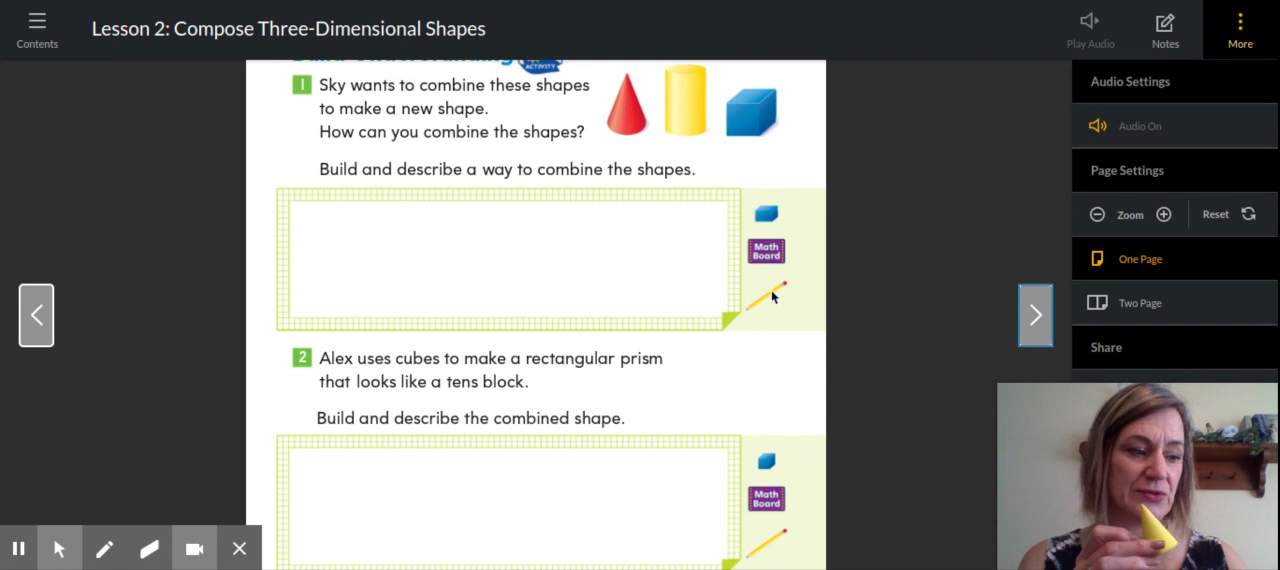 Contents
Lesson 2: Compose Three-Dimensional Shapes
Play Audio
Notes
More
ACTIVITY
1 Sky wants to combine these shapes
to make a new shape.
How can you combine the shapes?
Build and describe a way to combine the shapes.
Math
Board
2 Alex uses cubes to make a rectangular prism
that looks like a tens block.
Build and describe the combined shape.
Math
Board
Audio Settings
Audio On
Page Settings
Zoom
Reset
One Page
Two Page
Share